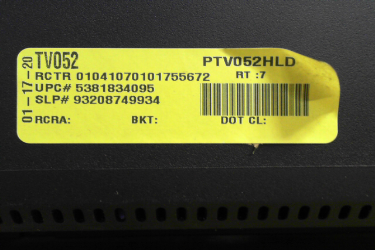 01-17-20
TV052 PTV052HLD
RCTR 01041070101755672 RT :7
UPC# 5381834095
SLP# 93208749934
RCRA: BKT: DOT CL: